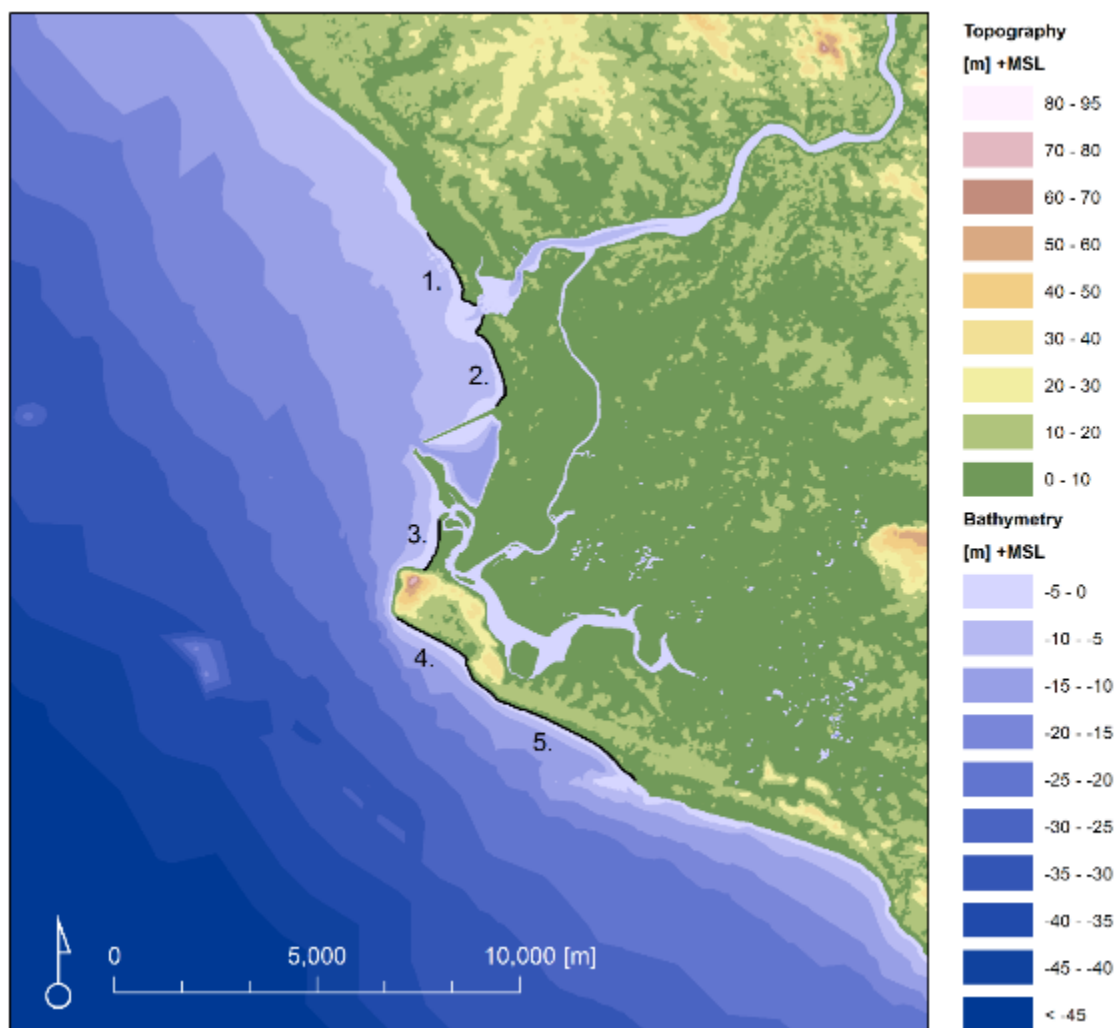 Topography
[m] +MSL
80 - 95
70 - 80
60 - 70
50 - 60
40 - 50
30 - 40
20 - 30
10 - 20
0 - 10
Bathymetry
[m] +MSL
-5 - 0
-10 - -5
-15 - -10
-20 - -15
-25 - -20
-30 - -25
-35 - -30
-40 - -35
-45 - -40
< -45
1.
2.
3.
4.
5.
0 5,000 10,000 [m]